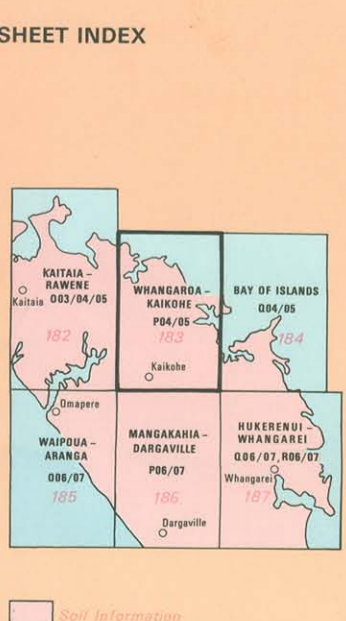 SHEET INDEX
KAITAIA –
RAWENE
O03/04/05
Kaitaia
182
WHANGAROA –
KAIKOHE
P04/05
183
Kaikohe
BAY OF ISLANDS
Q04/05
184
Omapere
WAIPOUA –
ARANGA
O06/07
185
MANGAKAHIA –
DARGAVILLE
P06/07
186
Dargaville
HUKERENUI –
WHANGAREI
Q06/07, R06/07
Whangarei
187
Soil Information